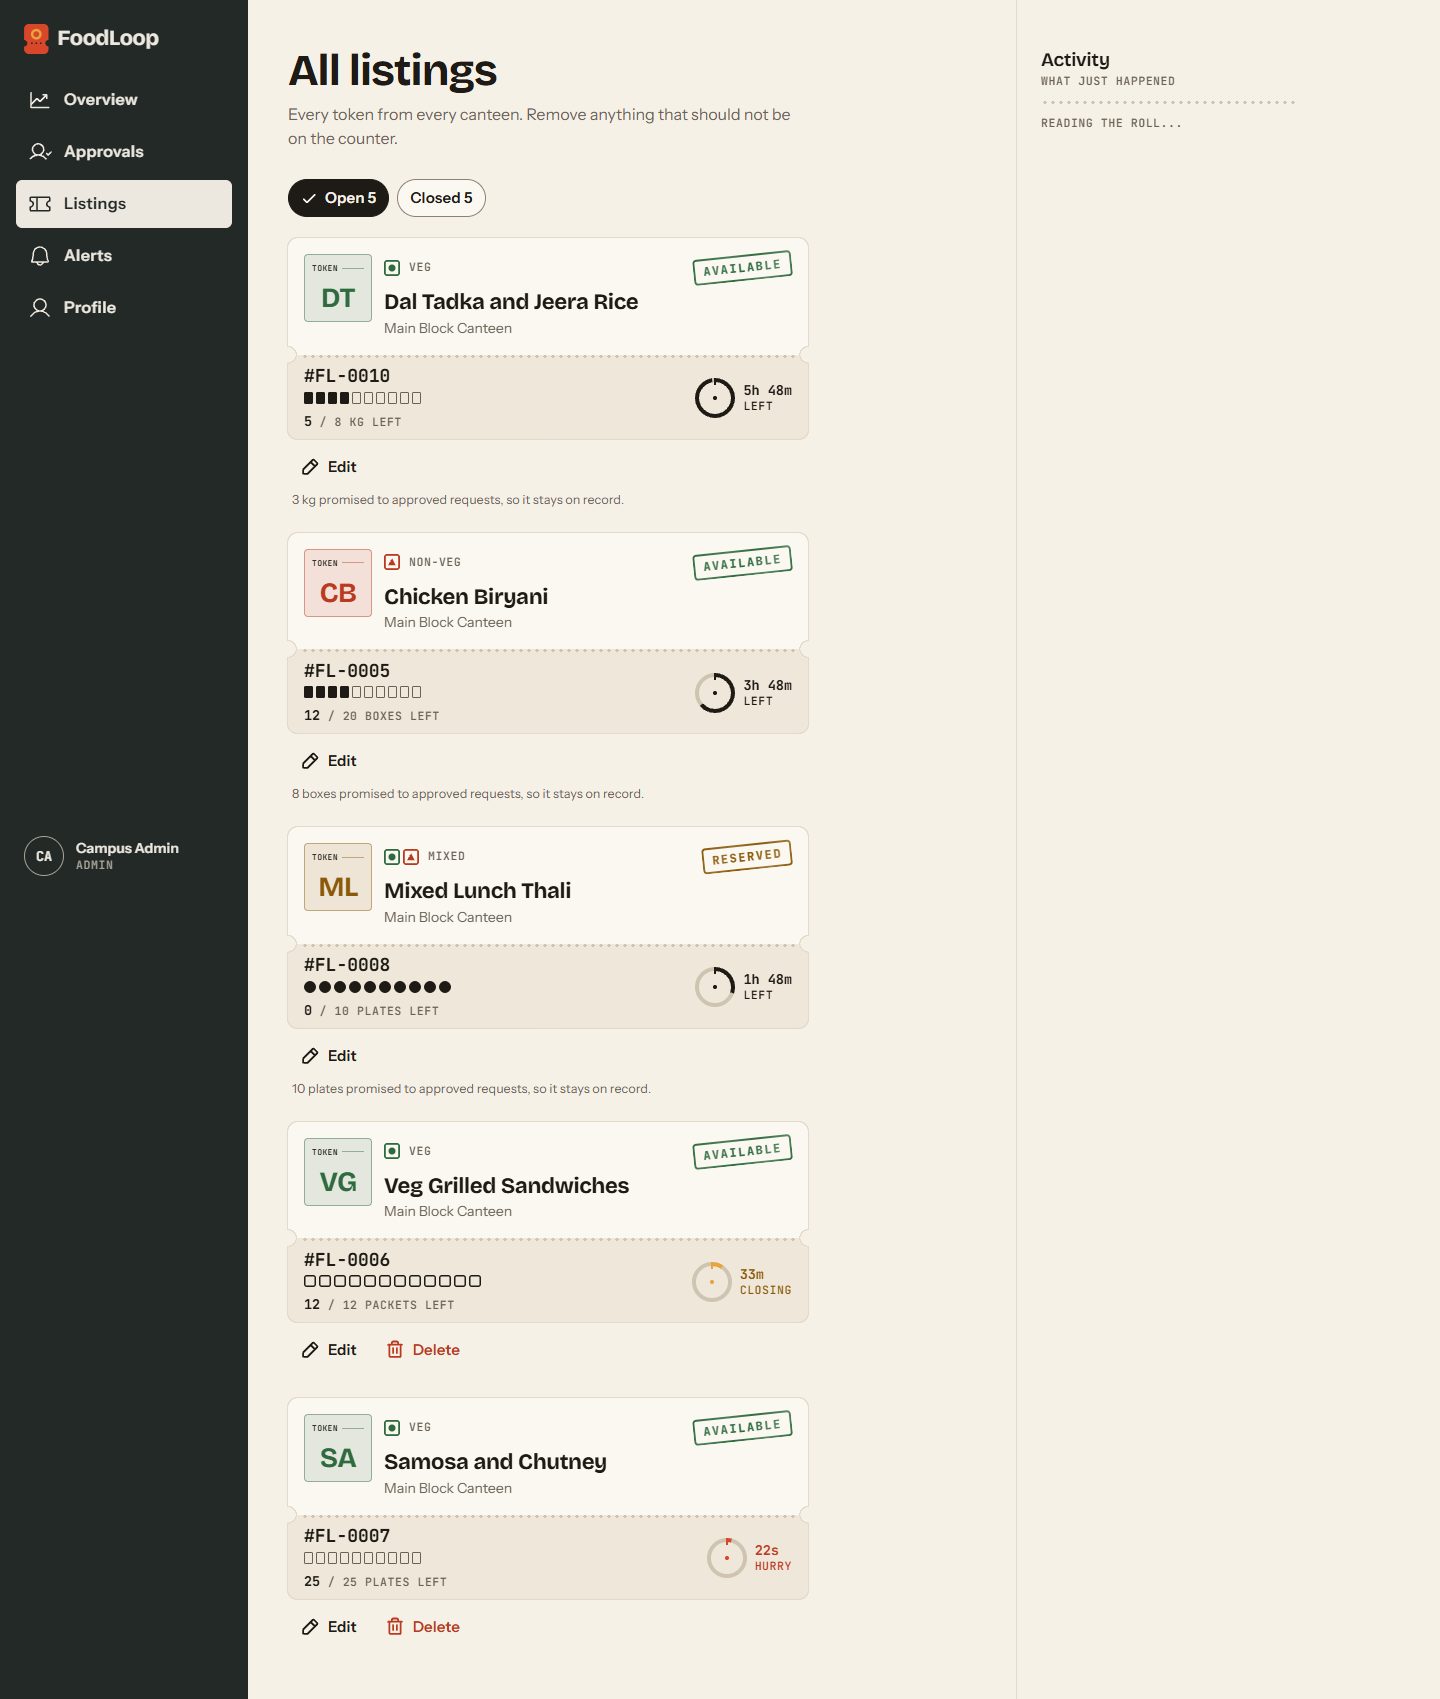 FoodLoop
Overview
Approvals
Listings
Alerts
Profile
CA
Campus Admin
ADMIN
All listings
Every token from every canteen. Remove anything that should not be
on the counter.
Open 5
Closed 5
TOKEN
DT
VEG
Dal Tadka and Jeera Rice
Main Block Canteen
AVAILABLE
#FL-0010
5 / 8 KG LEFT
5h 48m
LEFT
Edit
3 kg promised to approved requests, so it stays on record.
TOKEN
CB
NON-VEG
Chicken Biryani
Main Block Canteen
AVAILABLE
#FL-0005
12 / 20 BOXES LEFT
3h 48m
LEFT
Edit
8 boxes promised to approved requests, so it stays on record.
TOKEN
ML
MIXED
Mixed Lunch Thali
Main Block Canteen
RESERVED
#FL-0008
0 / 10 PLATES LEFT
1h 48m
LEFT
Edit
10 plates promised to approved requests, so it stays on record.
TOKEN
VG
VEG
Veg Grilled Sandwiches
Main Block Canteen
AVAILABLE
#FL-0006
12 / 12 PACKETS LEFT
33m
CLOSING
Edit
Delete
TOKEN
SA
VEG
Samosa and Chutney
Main Block Canteen
AVAILABLE
#FL-0007
25 / 25 PLATES LEFT
22s
HURRY
Edit
Delete
Activity
WHAT JUST HAPPENED
READING THE ROLL...